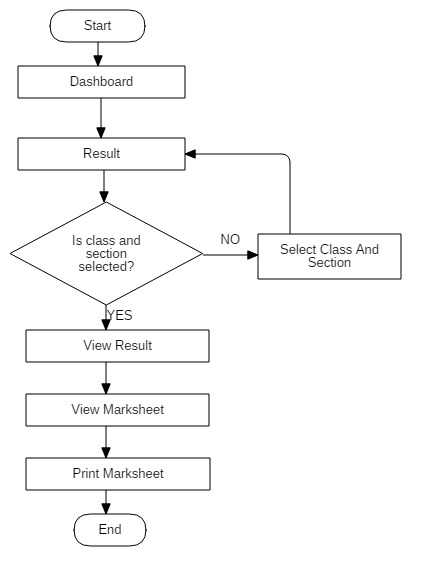 Start
Dashboard
Result
Is class and
section
selected?
NO
Select Class And
Section
YES
View Result
View Marksheet
Print Marksheet
End